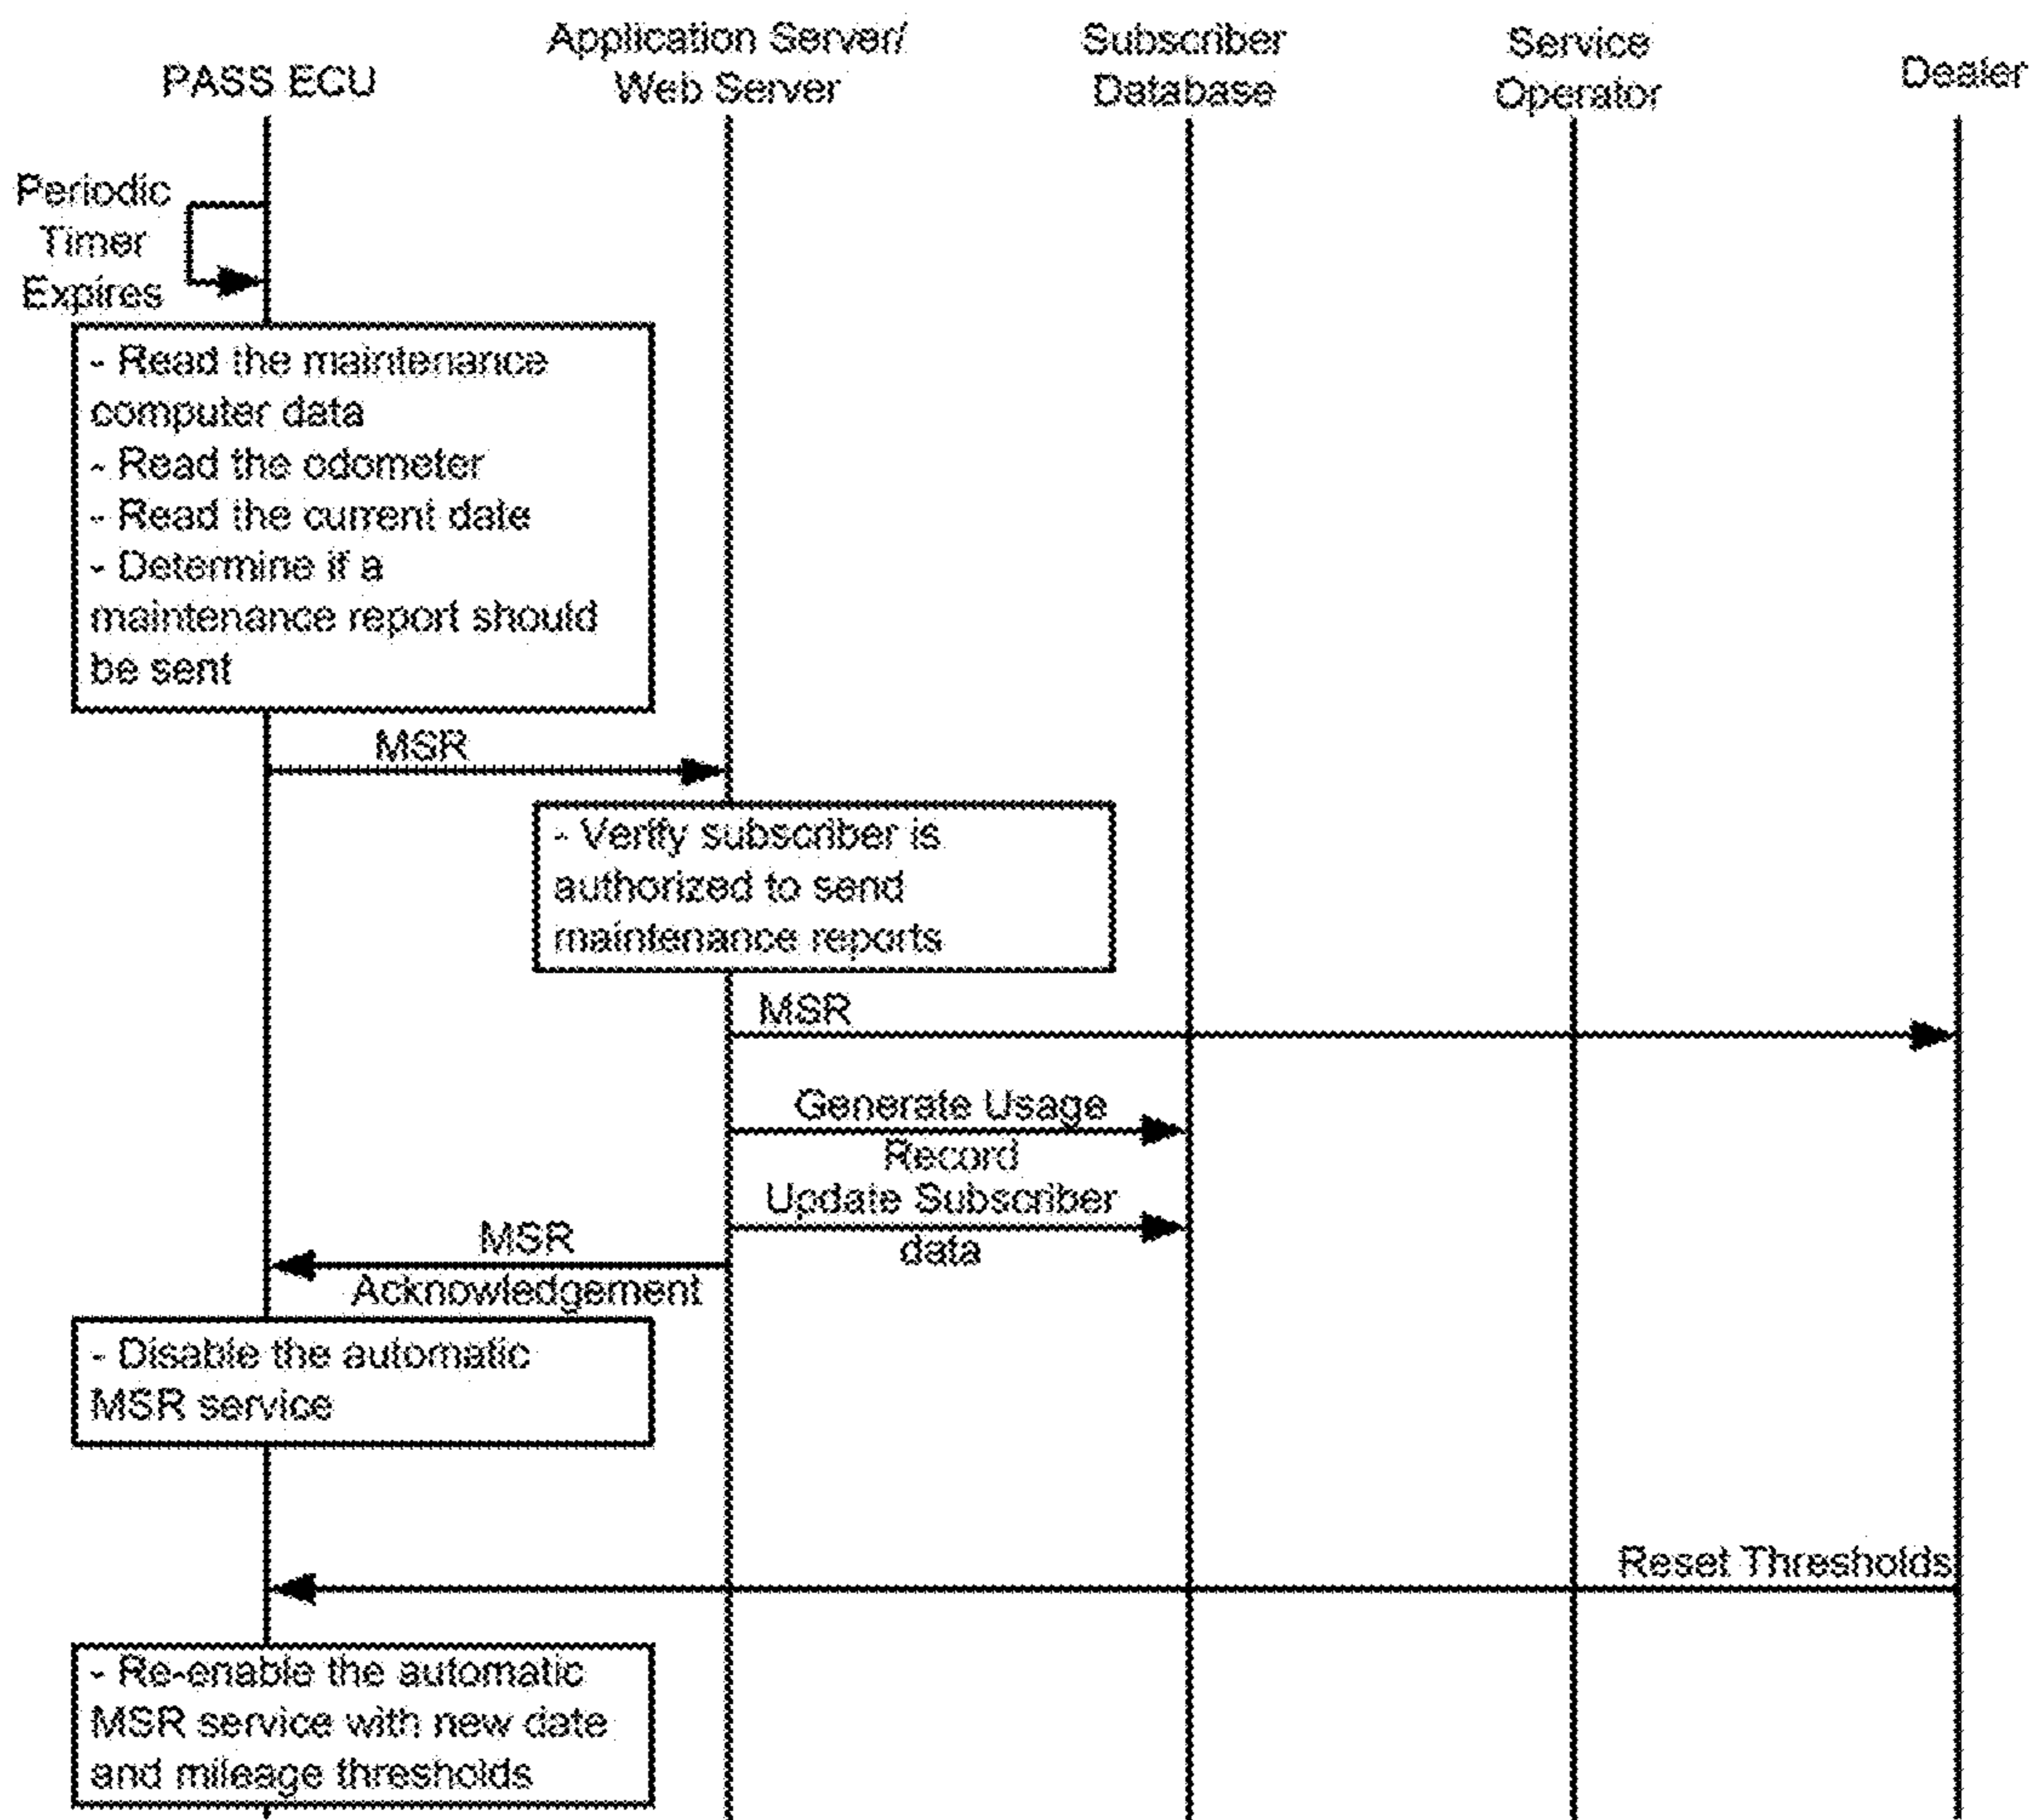 PASS ECU
Application Server/
Web Server
Subscriber
Database
Service
Operator
Dealer
Periodic
Timer
Expires
- Read the maintenance
computer data
- Read the odometer
- Read the current date
- Determine if a
maintenance report should
be sent
MSR
- Verify subscriber is
authorized to send
maintenance reports
MSR
Generate Usage
Record
Update Subscriber
data
MSR
Acknowledgement
- Disable the automatic
MSR service
Reset Thresholds
- Re-enable the automatic
MSR service with new date
and mileage thresholds